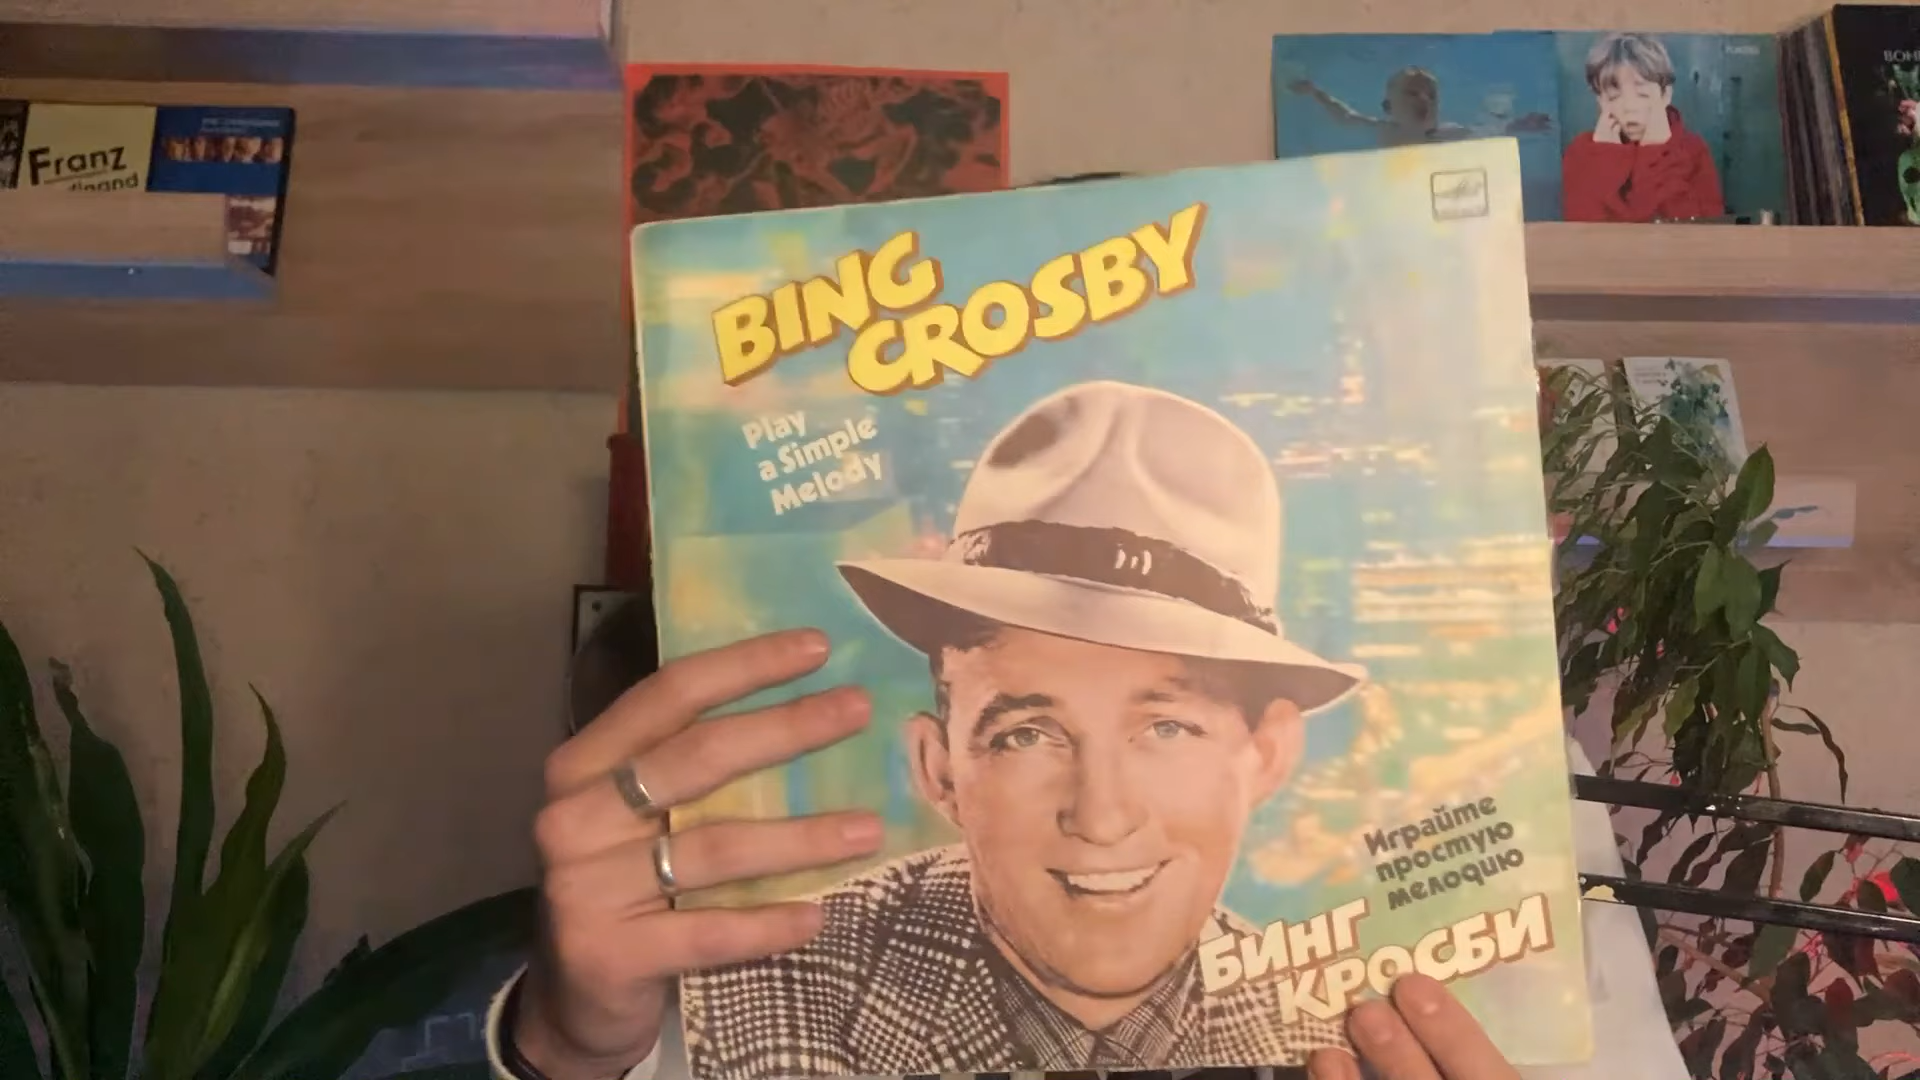 Franz
BING
CROSBY
Play
a Simple
Melody
Играйте
простую
мелодию
БИНГ
КРОСБИ